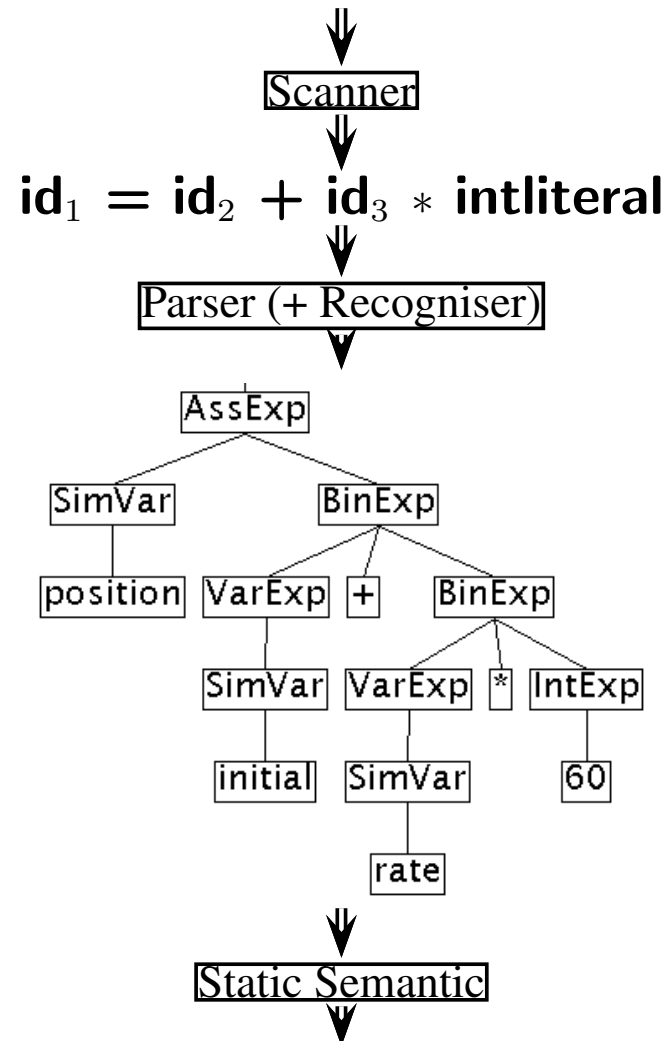 Scanner
id₁ = id₂ + id₃ * intliteral
Parser (+ Recogniser)
AssExp
SimVar BinExp
position VarExp + BinExp
SimVar VarExp * IntExp
initial SimVar 60
rate
Static Semantic